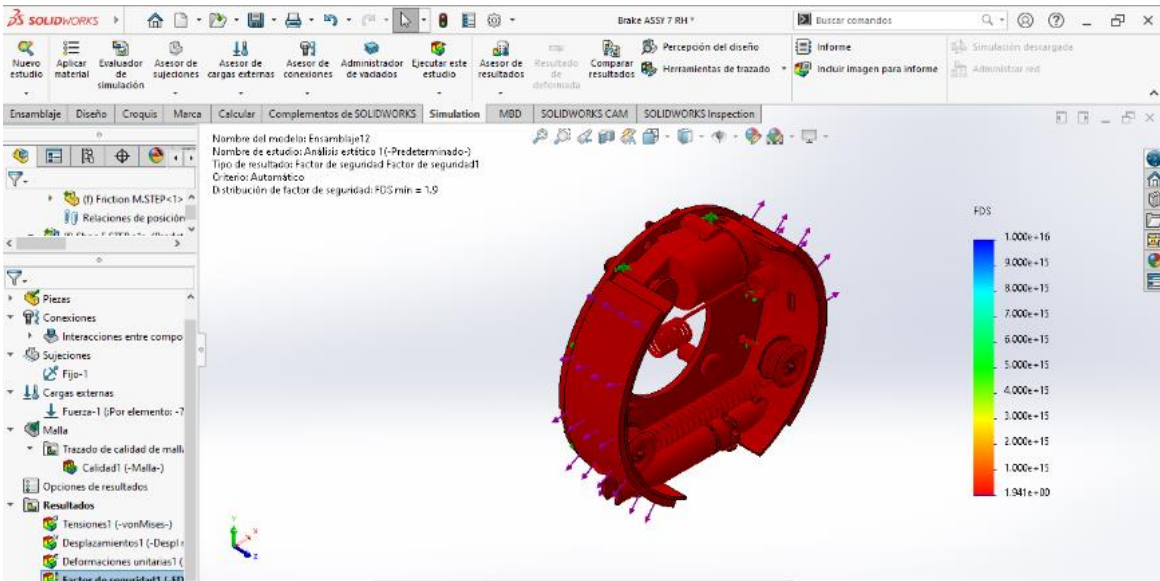 SOLIDWORKS
Brake ASSY 7 RH *
Buscar comandos
Nuevo estudio
Aplicar material
Evaluador de simulación
Asesor de sujeciones
Asesor de cargas externas
Asesor de conexiones
Administrador de vaciados
Ejecutar este estudio
Asesor de resultados
Resultado de deformada
Comparar resultados
Percepción del diseño
Herramientas de trazado
Informe
Incluir imagen para informe
Simulación descargada
Administrar red
Ensamblaje Diseño Croquis Marca Calcular Complementos de SOLIDWORKS Simulation MBD SOLIDWORKS CAM SOLIDWORKS Inspection
Nombre del modelo: Ensamblaje12
Nombre de estudio: Análisis estático 1(-Predeterminado-)
Tipo de resultado: Factor de seguridad Factor de seguridad1
Criterio: Automático
Distribución de factor de seguridad: FDS mín = 1.9
(f) Friction M.STEP<1>
Relaciones de posición
Piezas
Conexiones
Interacciones entre compo
Sujeciones
Fijo-1
Cargas externas
Fuerza-1 (:Por elemento: -7
Malla
Trazado de calidad de mall
Calidad1 (-Malla-)
Opciones de resultados
Resultados
Tensiones1 (-vonMises-)
Desplazamientos1 (-Despl
Deformaciones unitarias1 (
Factor de seguridad1 (-FD
FDS
1.000e+16
9.000e+15
8.000e+15
7.000e+15
6.000e+15
5.000e+15
4.000e+15
3.000e+15
2.000e+15
1.000e+15
1.941e+00
Y
X
Z